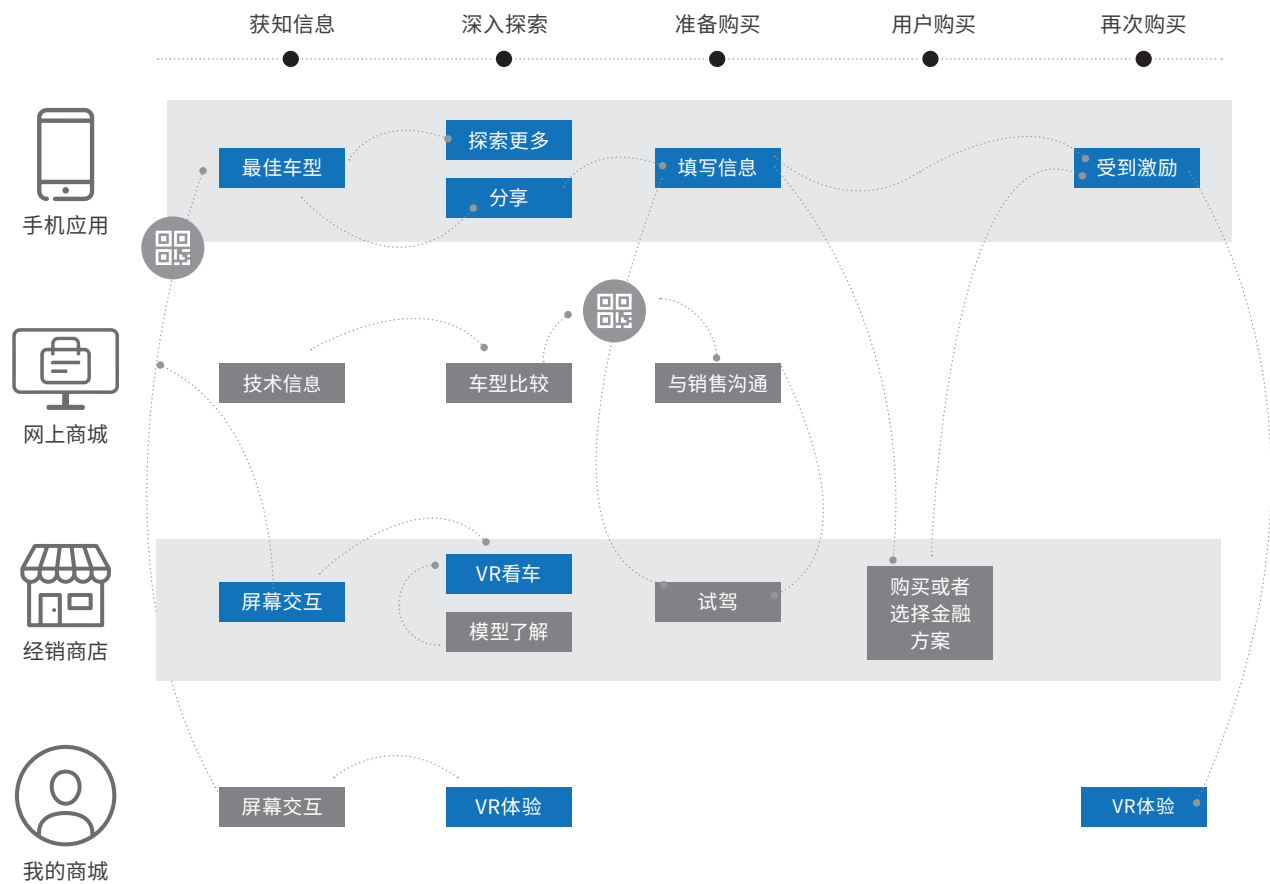 获知信息
深入探索
准备购买
用户购买
再次购买
手机应用
最佳车型
探索更多
分享
填写信息
受到激励
网上商城
技术信息
车型比较
与销售沟通
经销商店
屏幕交互
VR看车
模型了解
试驾
购买或者
选择金融
方案
我的商城
屏幕交互
VR体验
VR体验